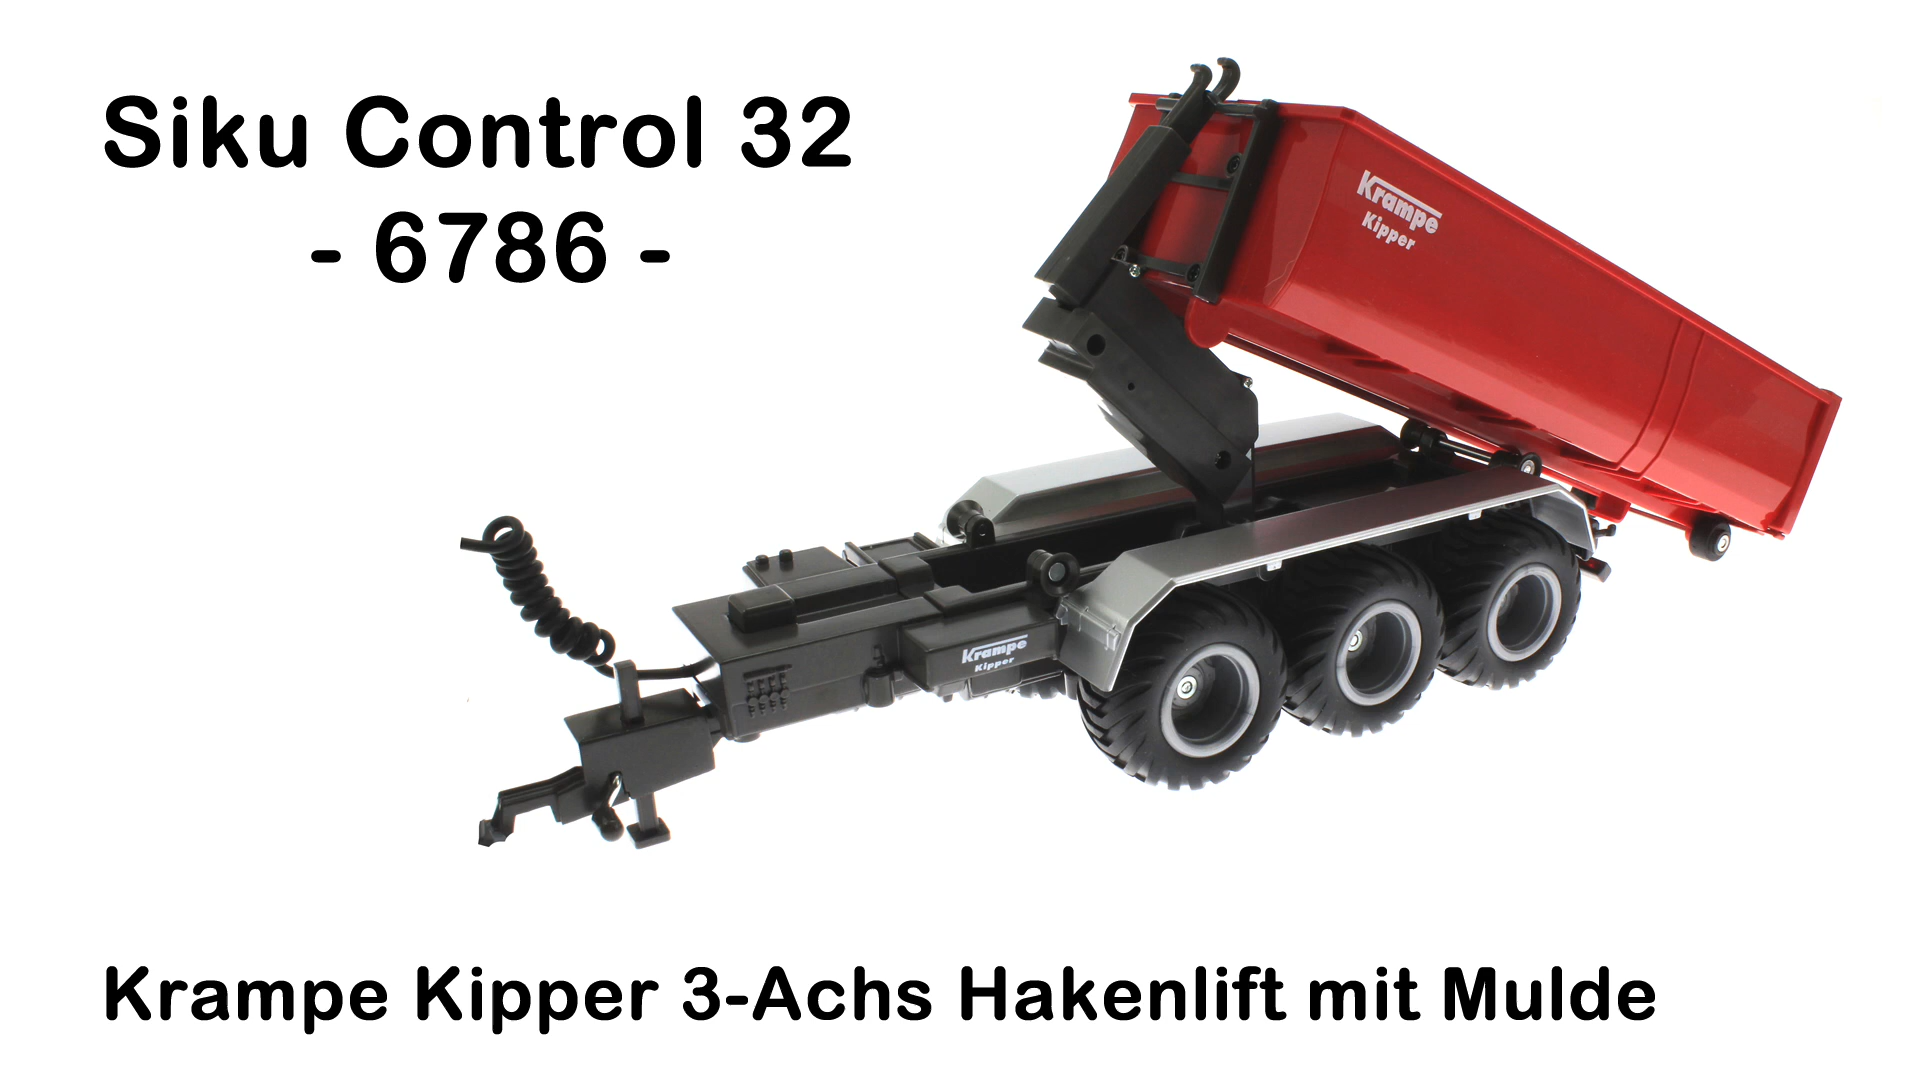 Siku Control 32
- 6786 -
Krampe
Kipper
Krampe
Kipper
Krampe Kipper 3-Achs Hakenlift mit Mulde